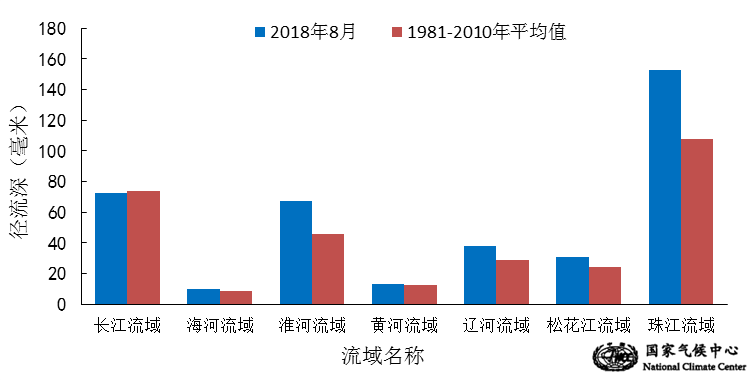 2018年8月 1981-2010年平均值
180
160
140
120
100
80
60
40
20
0
径流深（毫米）
长江流域 海河流域 淮河流域 黄河流域 辽河流域 松花江流域 珠江流域
流域名称
国家气候中心
National Climate Center